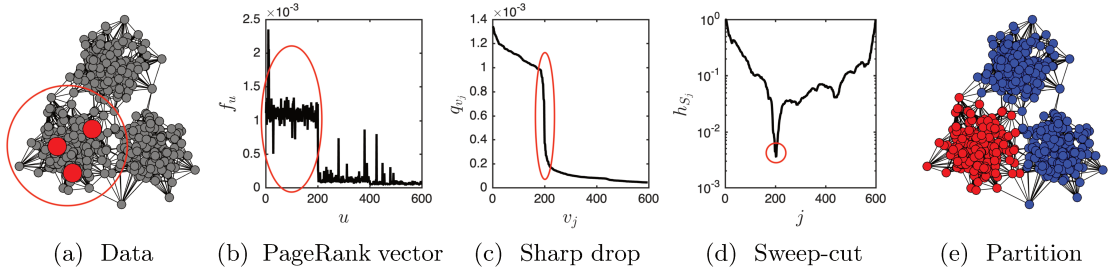 ×10⁻³
2.5
2
1.5
1
0.5
0
f_u
0 200 400 600
u
×10⁻³
1.4
1.2
1
0.8
0.6
0.4
0.2
0
q_{v_j}
0 200 400 600
v_j
10⁰
10⁻¹
10⁻²
10⁻³
h_{S_j}
0 200 400 600
j
(a) Data
(b) PageRank vector
(c) Sharp drop
(d) Sweep-cut
(e) Partition